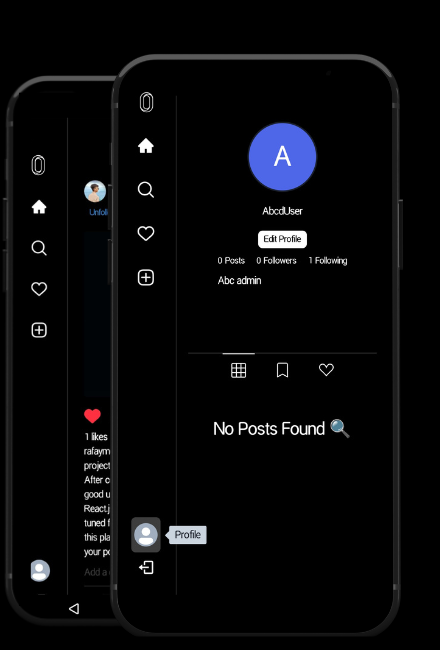 A
AbcdUser
Edit Profile
0 Posts 0 Followers 1 Following
Abc admin
No Posts Found
Profile
1 likes
rafaym
project
After c
good u
React.j
tuned f
this pla
your po
Add a
Unfoll